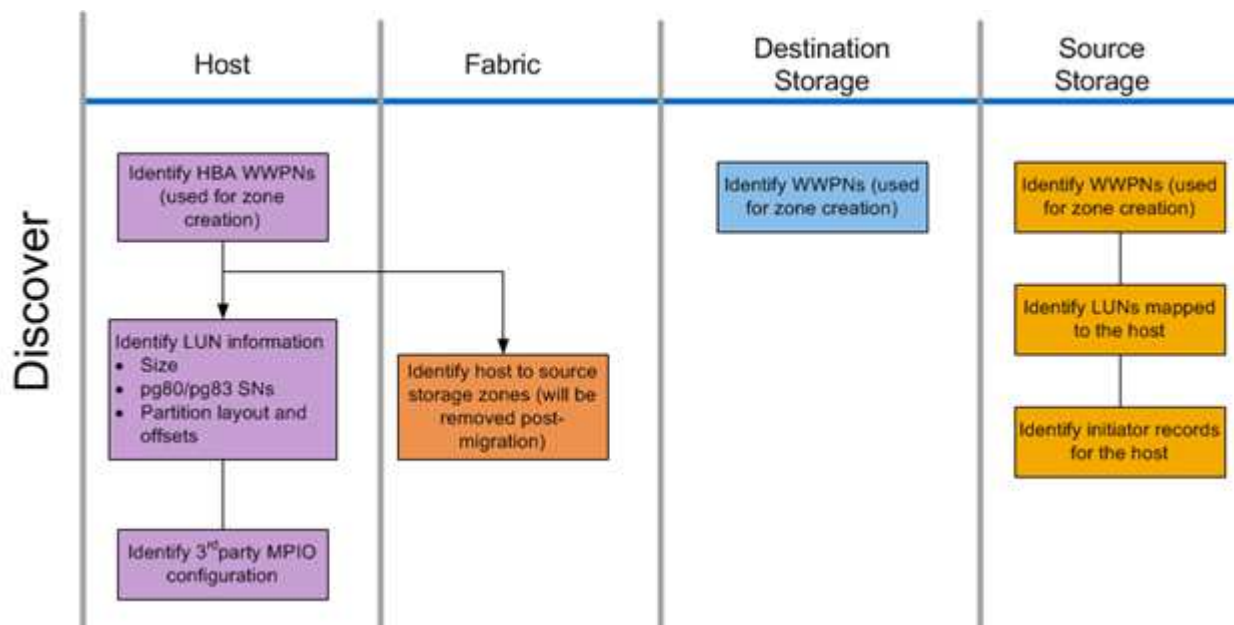 Host
Fabric
Destination
Storage
Source
Storage
Discover
Identify HBA WWPNs
(used for zone
creation)
Identify LUN information
• Size
• pg80/pg83 SNs
• Partition layout and
offsets
Identify 3rd party MPIO
configuration
Identify host to source
storage zones (will be
removed post-
migration)
Identify WWPNs (used
for zone creation)
Identify WWPNs (used
for zone creation)
Identify LUNs mapped
to the host
Identify initiator records
for the host